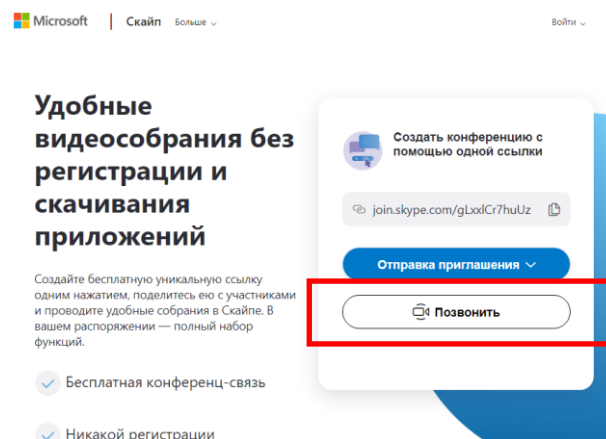 Microsoft | Скайп Больше
Войти
Удобные
видеособрания без
регистрации и
скачивания
приложений
Создайте бесплатную уникальную ссылку
одним нажатием, поделитесь ею с участниками
и проводите удобные собрания в Скайпе. В
вашем распоряжении — полный набор
функций.
Бесплатная конференц-связь
Никакой регистрации
Создать конференцию с
помощью одной ссылки
join.skype.com/gLxxlCr7huUz
Отправка приглашения
Позвонить